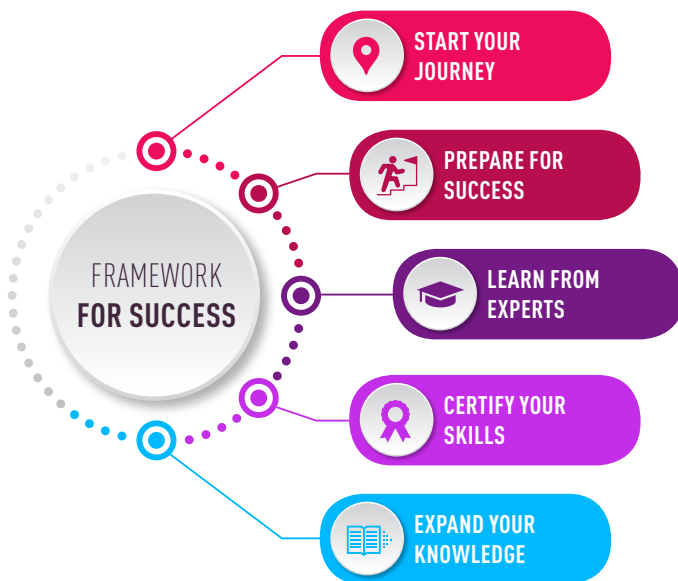 START YOUR
JOURNEY
PREPARE FOR
SUCCESS
FRAMEWORK
FOR SUCCESS
LEARN FROM
EXPERTS
CERTIFY YOUR
SKILLS
EXPAND YOUR
KNOWLEDGE